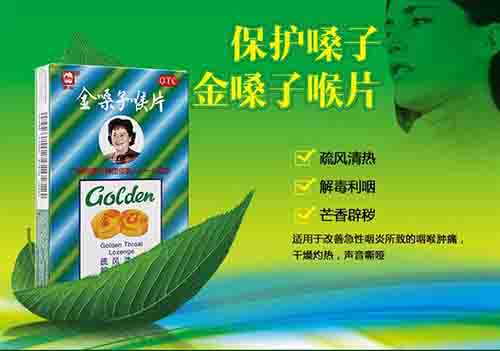 保护嗓子
金嗓子喉片
疏风清热
解毒利咽
芒香辟秽
适用于改善急性咽炎所致的咽喉肿痛，
干燥灼热，声音嘶哑
OTC
金嗓子喉片
Golden
Golden Throat
Lozenge